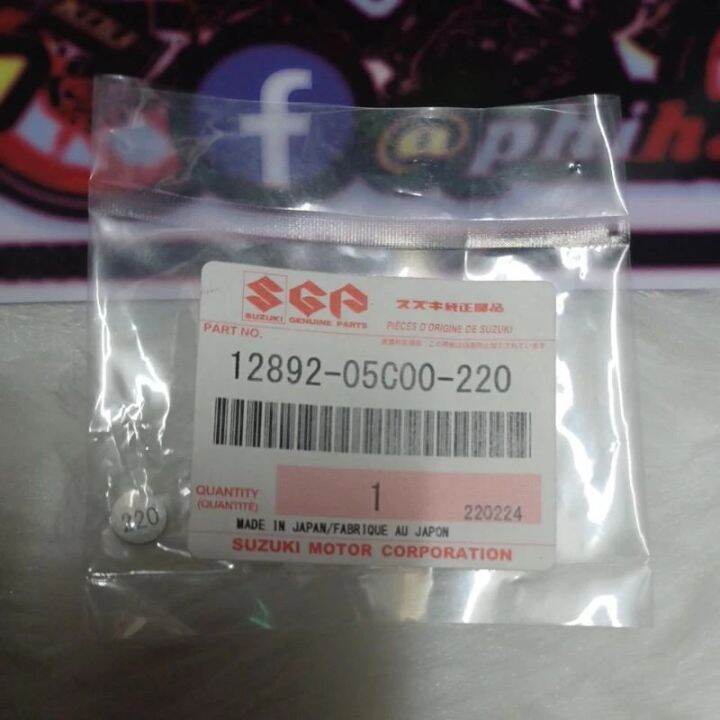 f @phih
SGP
スズキ純正部品
SUZUKI GENUINE PARTS
PIÈCES D'ORIGINE DE SUZUKI
PART NO.
12892-05C00-220
QUANTITY
(QUANTITÉ)
1
220224
MADE IN JAPAN/FABRIQUE AU JAPON
SUZUKI MOTOR CORPORATION
220